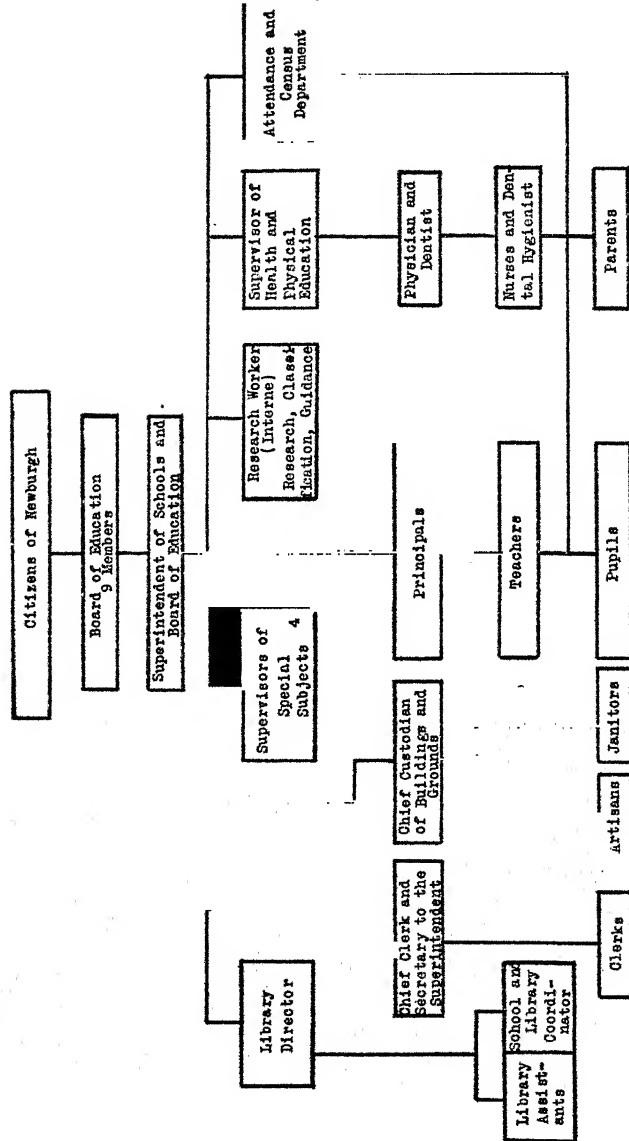 Citizens of Newburgh
Board of Education
9 Members
Superintendent of Schools and
Board of Education
Library
Director
Supervisors of
Special 4
Subjects
Research Worker
(Interne)
Research, Classi
fication, Guidance
Supervisor of
Health and
Physical
Education
Attendance and
Census
Department
Chief Clerk and
Secretary to the
Superintendent
Chief Custodian
of Buildings and
Grounds
Principals
Physician and
Dentist
Library
Assist-
ants
School and
Library
Coordi-
nator
Teachers
Nurses and Den-
tal Hygienist
Clerks
Artisans
Janitors
Pupils
Parents